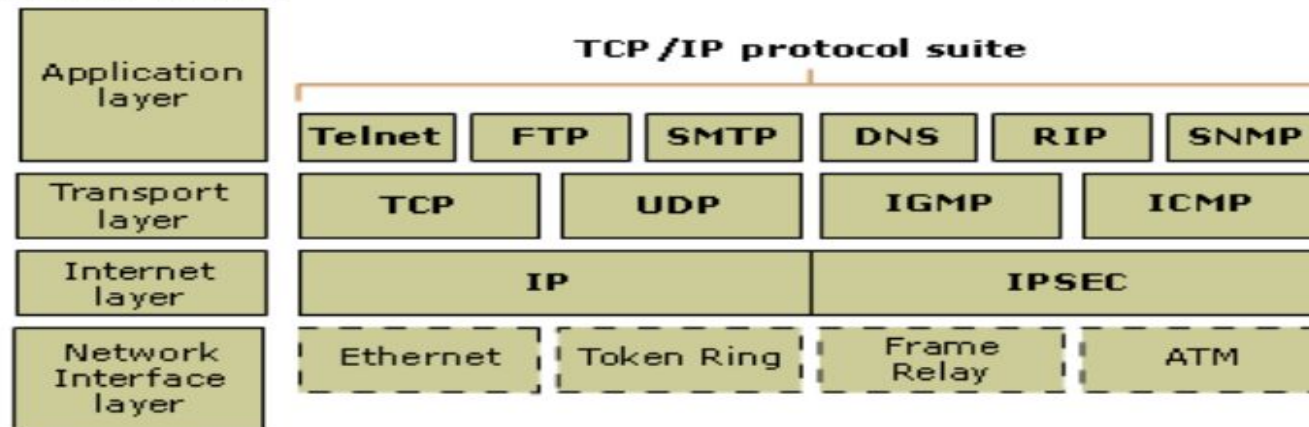 TCP/IP protocol suite
Application
layer
Telnet FTP SMTP DNS RIP SNMP
Transport
layer
TCP UDP IGMP ICMP
Internet
layer
IP IPSEC
Network
Interface
layer
Ethernet Token Ring Frame
Relay ATM